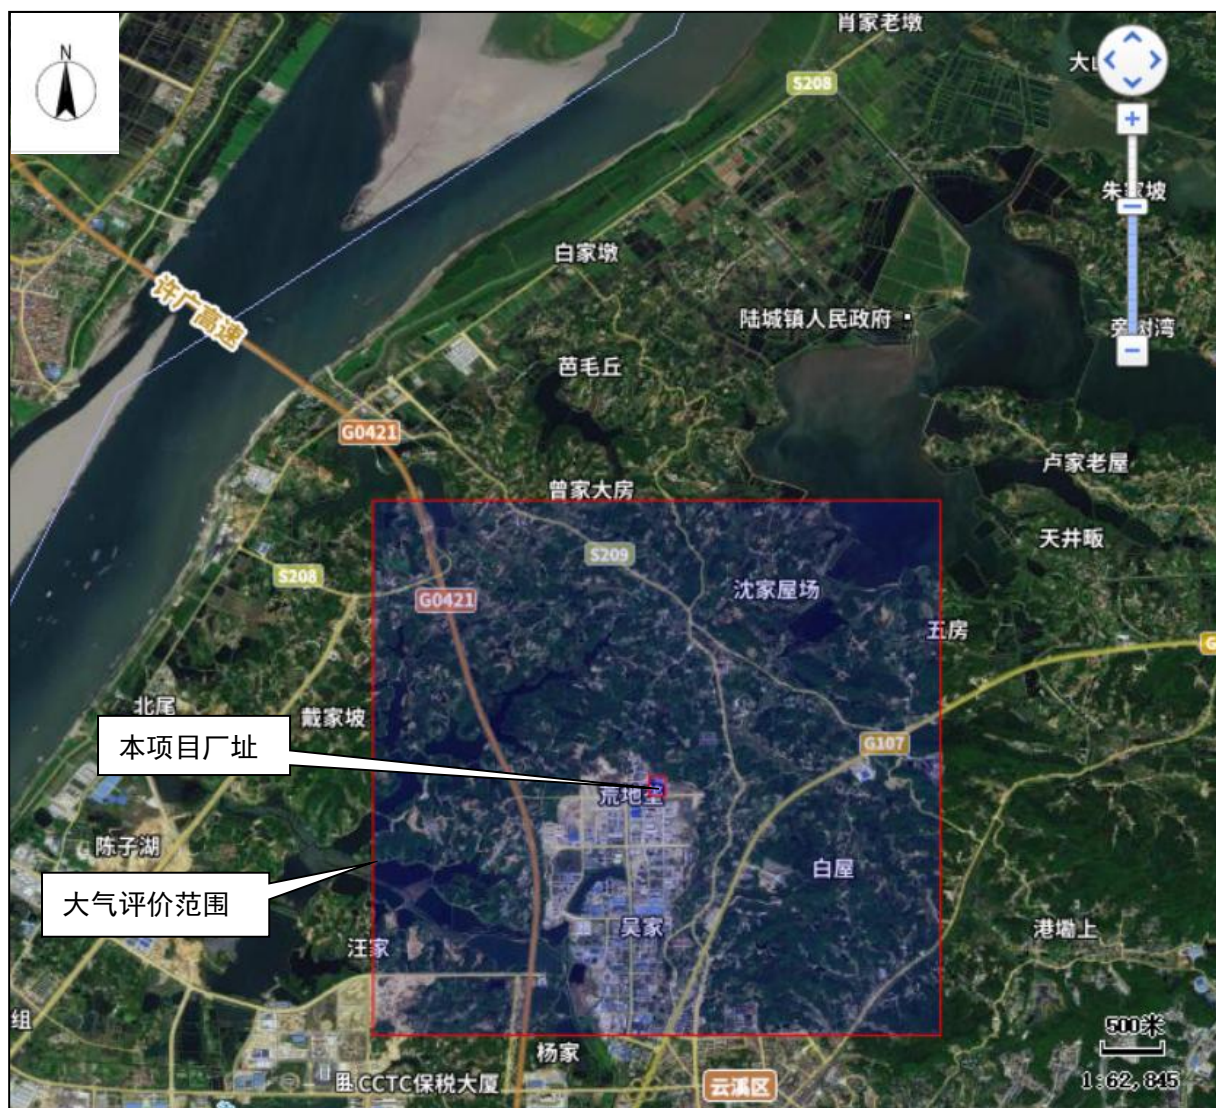 N
肖家老墩
S208
朱家坡
白家墩
许广高速
陆城镇人民政府
芭毛丘
G0421
卢家老屋
曾家大房
天井畈
S209
S208
G0421
沈家屋场
五房
北尾
戴家坡
G107
本项目厂址
陈子湖
白屋
大气评价范围
吴家
汪家
港墈上
组
500米
杨家
1:62,845
CCTC保税大厦
云溪区